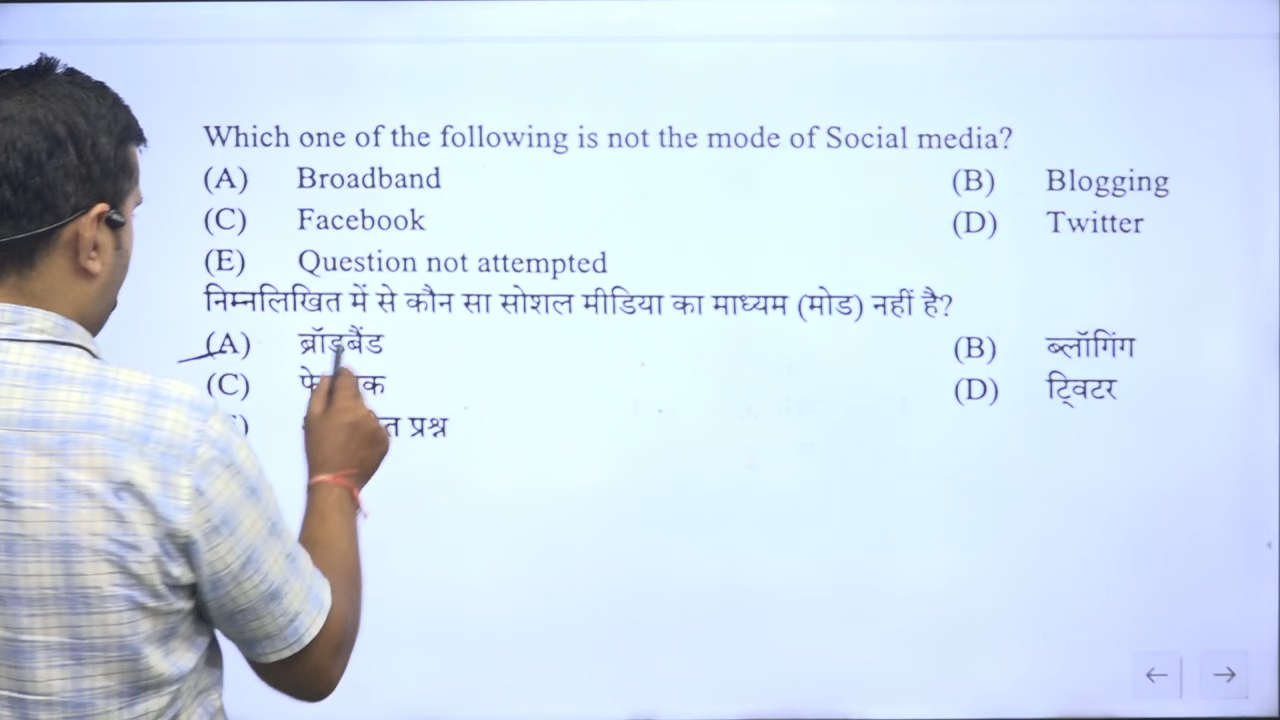 Which one of the following is not the mode of Social media?
(A) Broadband (B) Blogging
(C) Facebook (D) Twitter
(E) Question not attempted
निम्नलिखित में से कौन सा सोशल मीडिया का माध्यम (मोड) नहीं है?
(A) ब्रॉडबैंड (B) ब्लॉगिंग
(C) (D) ट्विटर
प्रश्न